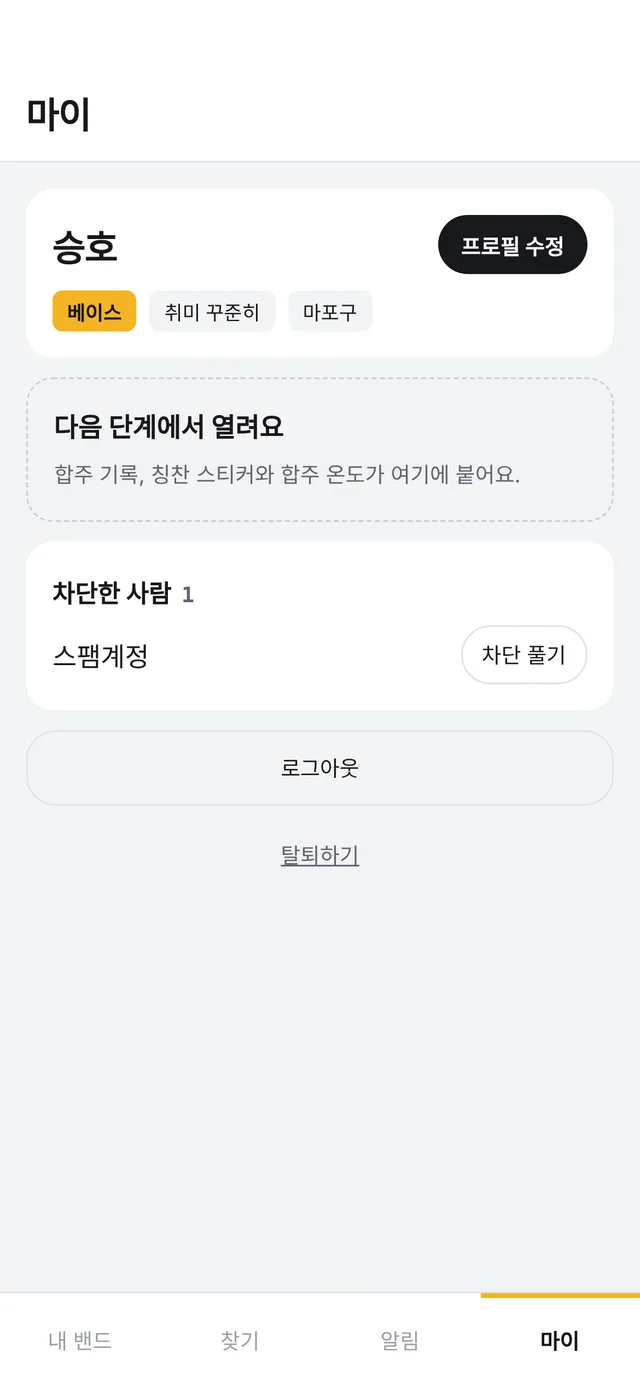 마이
승호
프로필 수정
베이스 취미 꾸준히 마포구
다음 단계에서 열려요
합주 기록, 칭찬 스티커와 합주 온도가 여기에 붙어요.
차단한 사람 1
스팸계정
차단 풀기
로그아웃
탈퇴하기
내 밴드 찾기 알림 마이